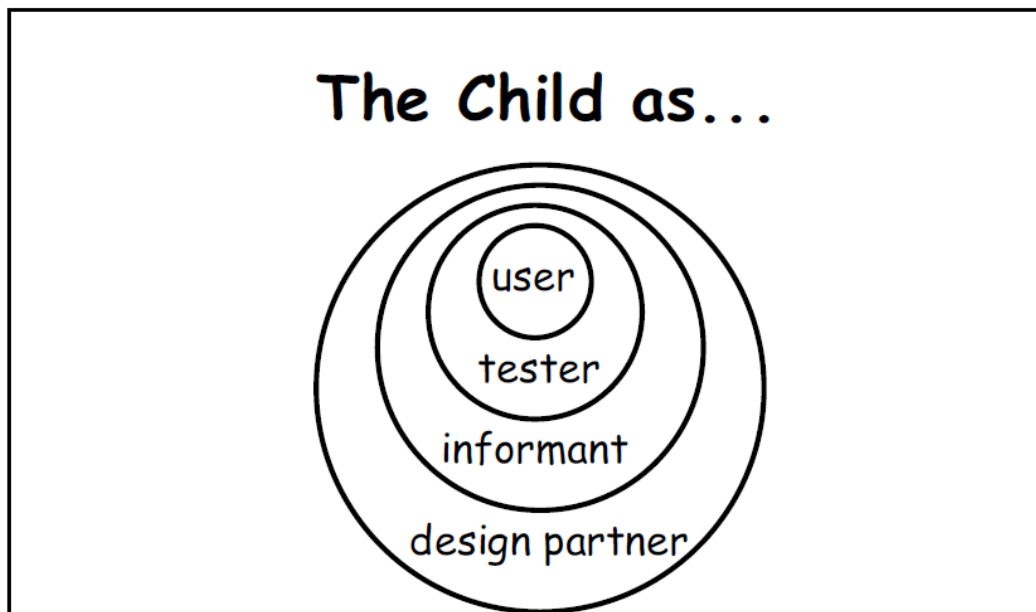 The Child as...
user
tester
informant
design partner